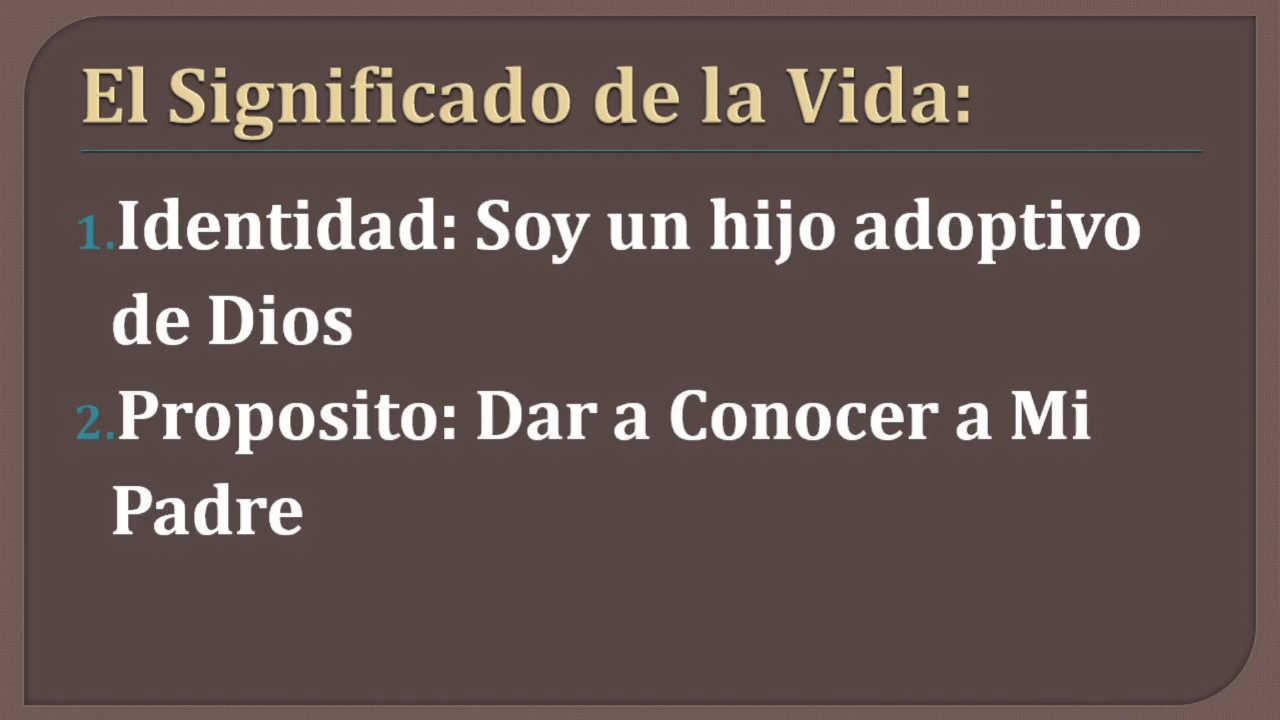 El Significado de la Vida:
1.Identidad: Soy un hijo adoptivo
de Dios
2.Proposito: Dar a Conocer a Mi
Padre